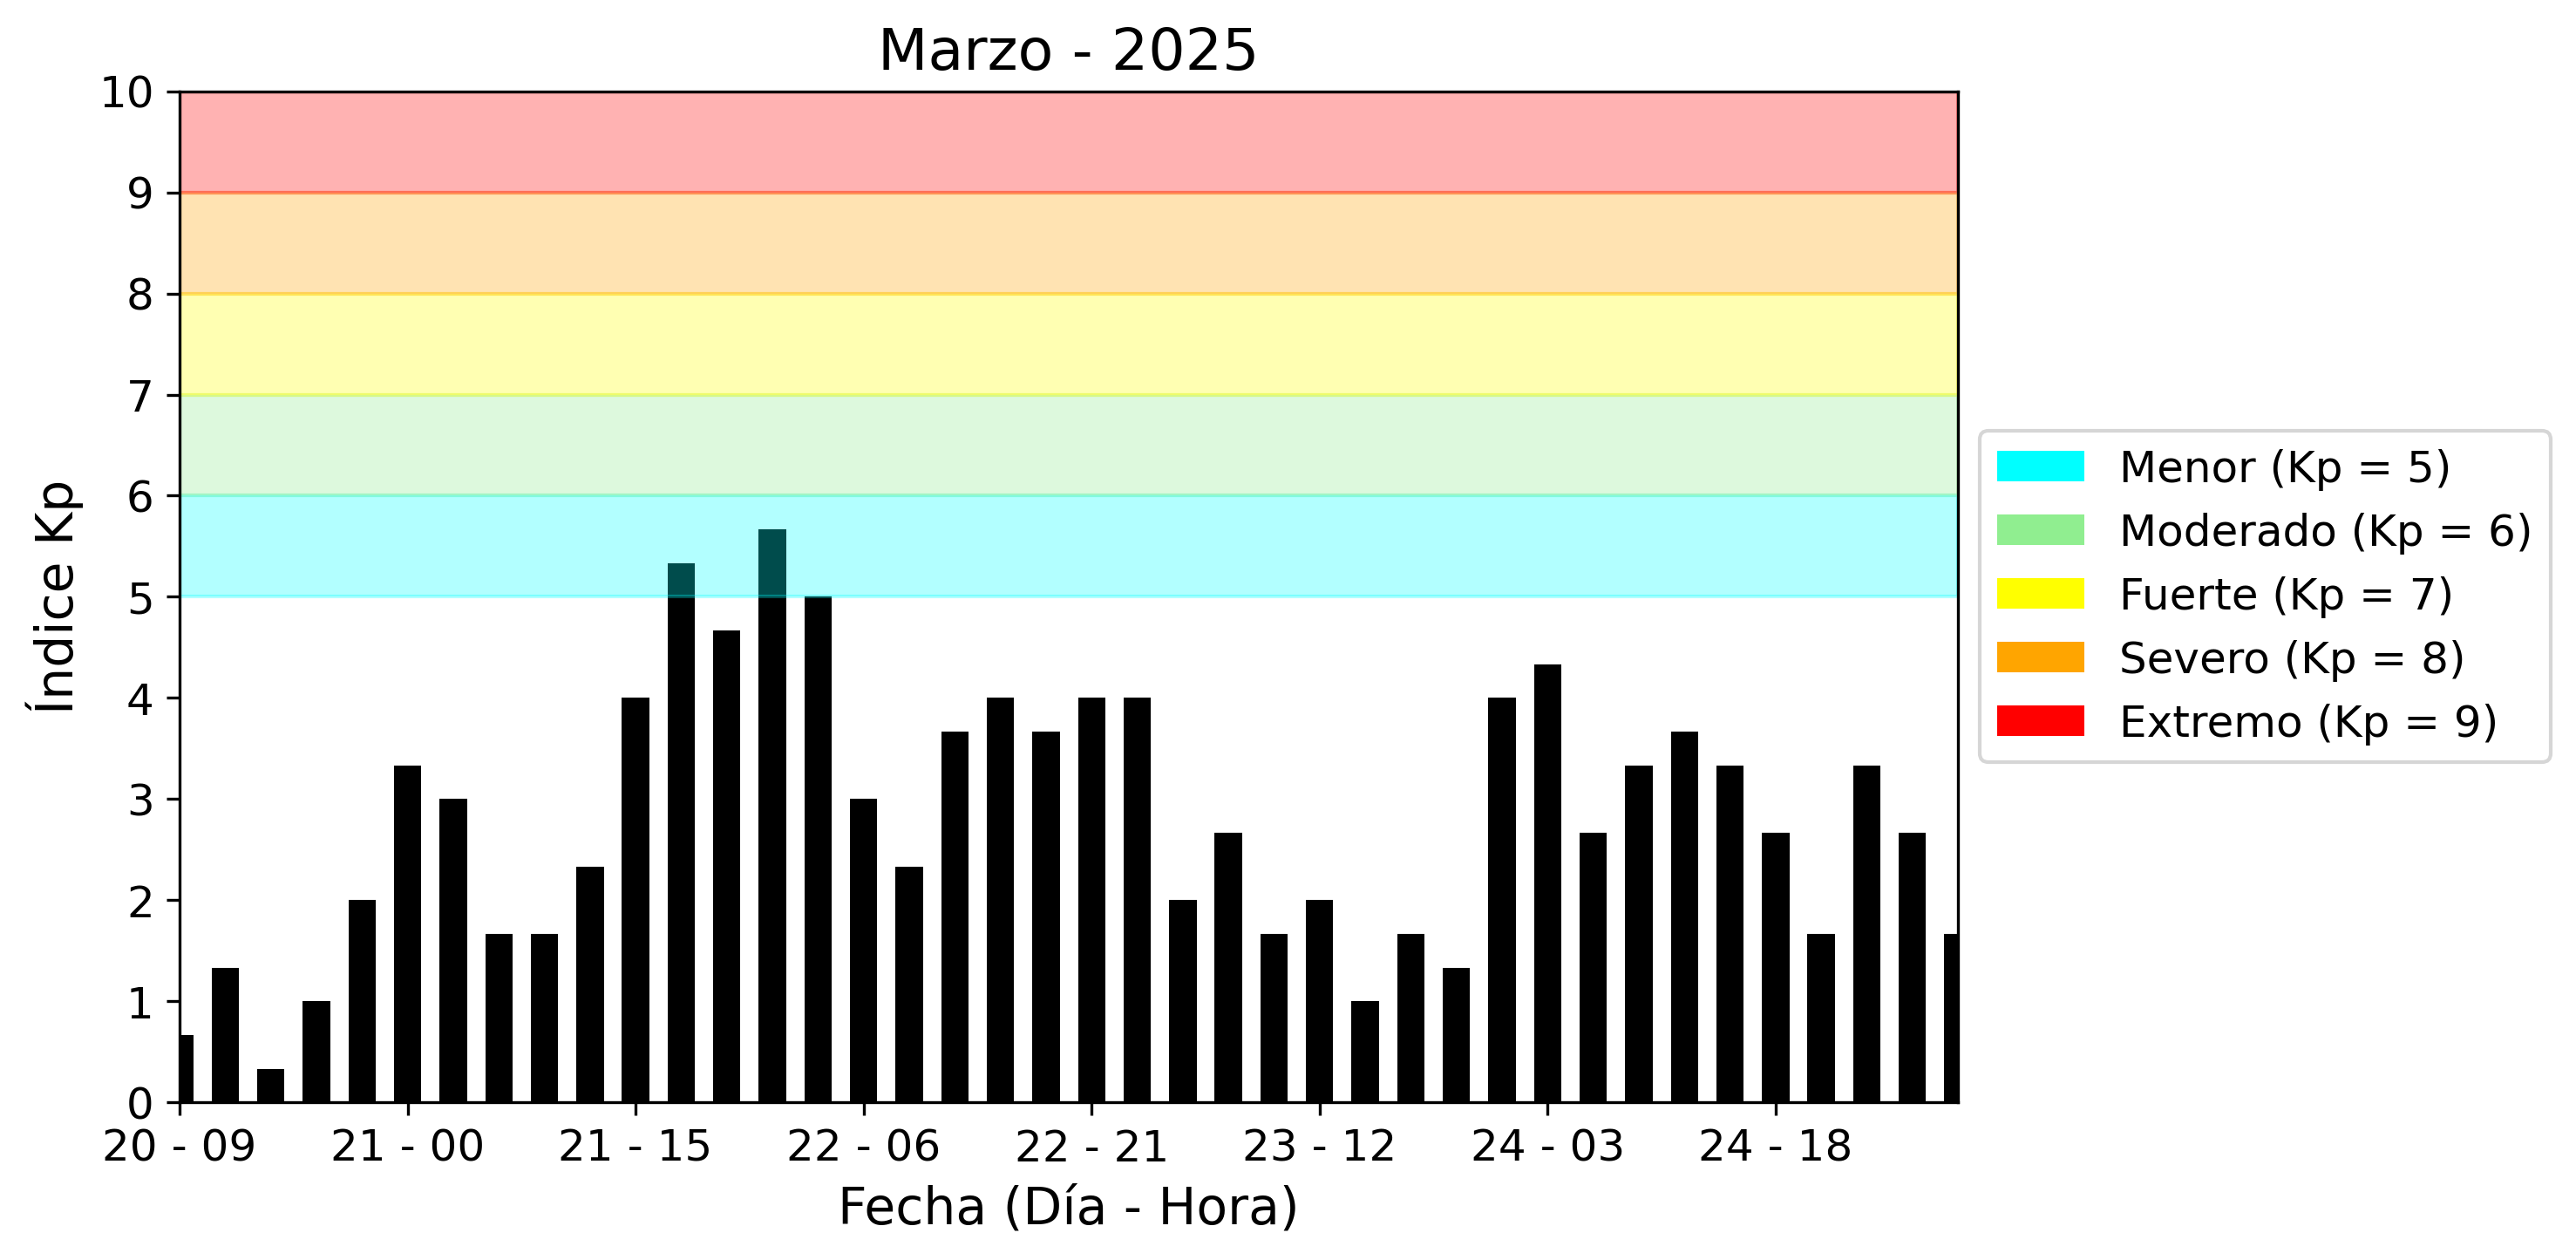 Marzo - 2025
Índice Kp
10
9
8
7
6
5
4
3
2
1
0
20 - 09 21 - 00 21 - 15 22 - 06 22 - 21 23 - 12 24 - 03 24 - 18
Fecha (Día - Hora)
Menor (Kp = 5)
Moderado (Kp = 6)
Fuerte (Kp = 7)
Severo (Kp = 8)
Extremo (Kp = 9)